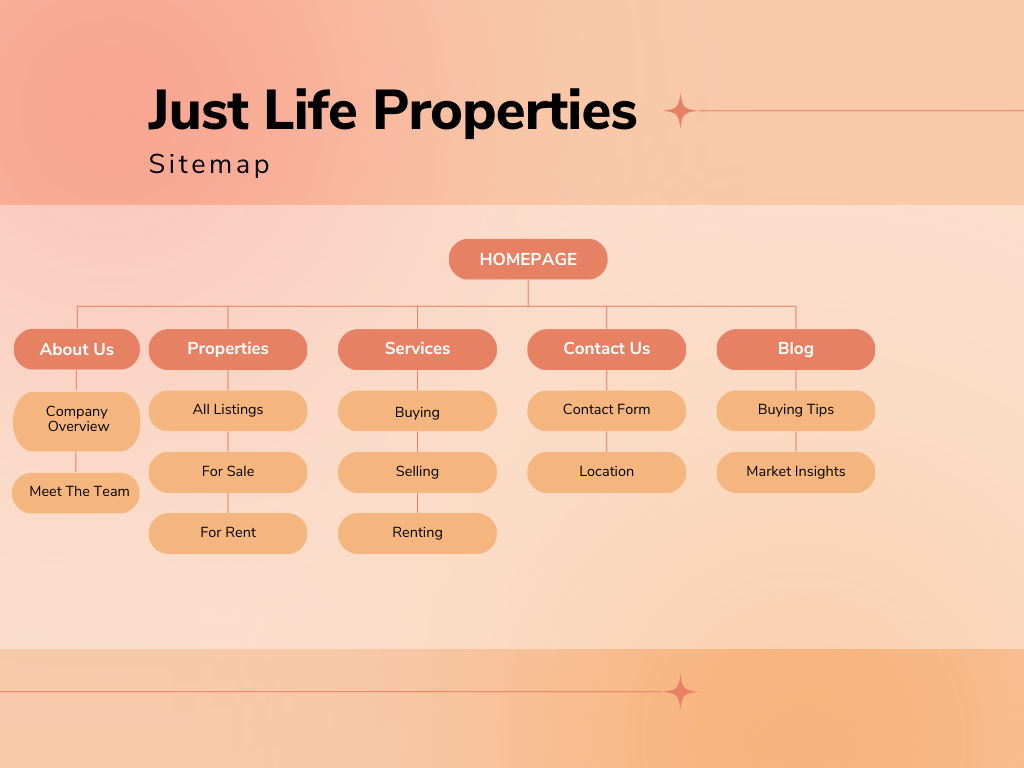 Just Life Properties
Sitemap
HOMEPAGE
About Us
Properties
Services
Contact Us
Blog
Company
Overview
Meet The Team
All Listings
For Sale
For Rent
Buying
Selling
Renting
Contact Form
Location
Buying Tips
Market Insights